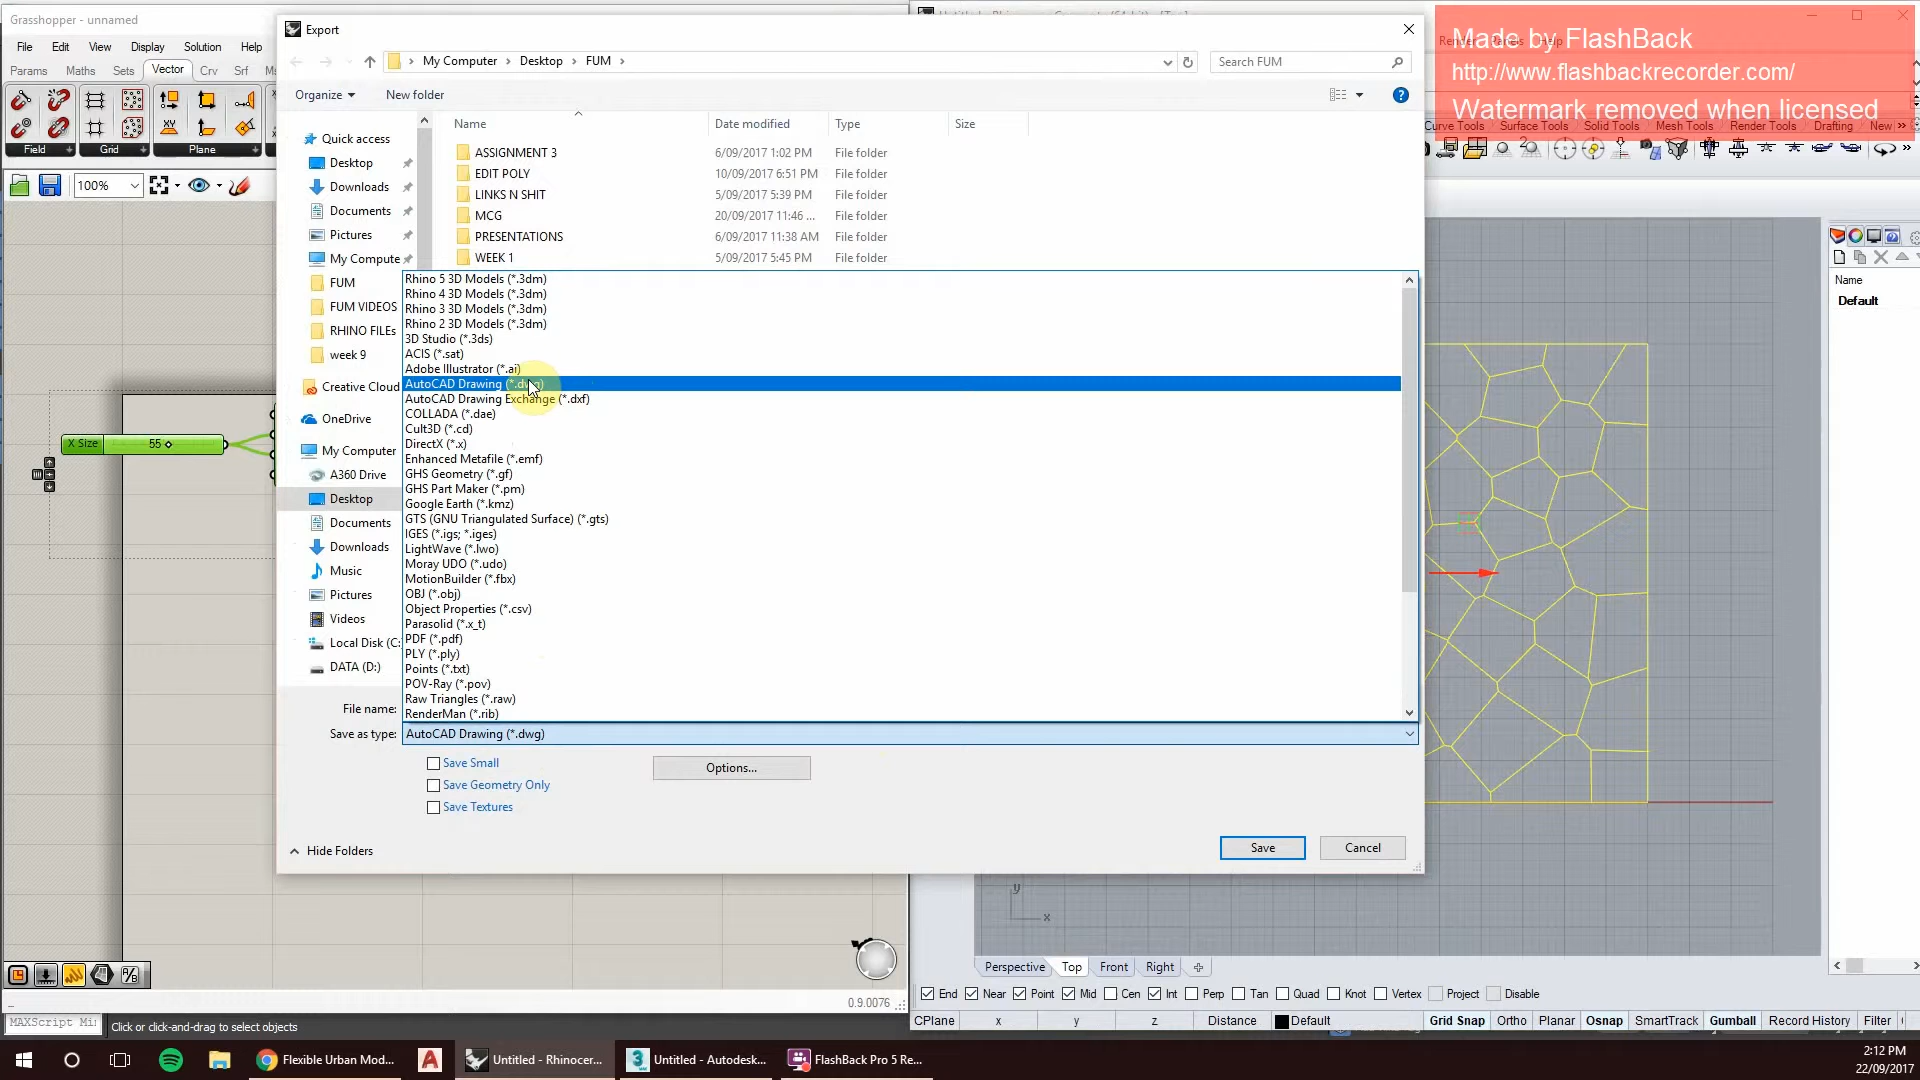 Grasshopper - unnamed
File Edit View Display Solution Help
Params Maths Sets Vector Crv Srf
Field Grid Plane
100%
X Size 55
0.9.0076
MAXScript Mi
Click or click-and-drag to select objects
Export
My Computer Desktop FUM
Search FUM
Organize New folder
Name Date modified Type Size
Quick access
Desktop
Downloads
Documents
Pictures
My Compute
FUM
FUM VIDEOS
RHINO FILEs
week 9
Creative Cloud
OneDrive
My Computer
A360 Drive
Desktop
Documents
Downloads
Music
Pictures
Videos
Local Disk (C:
DATA (D:)
ASSIGNMENT 3 6/09/2017 1:02 PM File folder
EDIT POLY 10/09/2017 6:51 PM File folder
LINKS N SHIT 5/09/2017 5:39 PM File folder
MCG 20/09/2017 11:46 ... File folder
PRESENTATIONS 6/09/2017 11:38 AM File folder
WEEK 1 5/09/2017 5:45 PM File folder
Rhino 5 3D Models (*.3dm)
Rhino 4 3D Models (*.3dm)
Rhino 3 3D Models (*.3dm)
Rhino 2 3D Models (*.3dm)
3D Studio (*.3ds)
ACIS (*.sat)
Adobe Illustrator (*.ai)
AutoCAD Drawing (*.dwg)
AutoCAD Drawing Exchange (*.dxf)
COLLADA (*.dae)
Cult3D (*.cd)
DirectX (*.x)
Enhanced Metafile (*.emf)
GHS Geometry (*.gf)
GHS Part Maker (*.pm)
Google Earth (*.kmz)
GTS (GNU Triangulated Surface) (*.gts)
IGES (*.igs; *.iges)
LightWave (*.lwo)
Moray UDO (*.udo)
MotionBuilder (*.fbx)
OBJ (*.obj)
Object Properties (*.csv)
Parasolid (*.x_t)
PDF (*.pdf)
PLY (*.ply)
Points (*.txt)
POV-Ray (*.pov)
Raw Triangles (*.raw)
RenderMan (*.rib)
File name:
Save as type: AutoCAD Drawing (*.dwg)
Save Small
Save Geometry Only
Save Textures
Options...
Hide Folders
Save Cancel
Made by FlashBack
http://www.flashbackrecorder.com/
Watermark removed when licensed
Curve Tools Surface Tools Solid Tools Mesh Tools Render Tools Drafting New
Name
Default
y
x
Perspective Top Front Right
End Near Point Mid Cen Int Perp Tan Quad Knot Vertex Project Disable
CPlane x y z Distance Default Grid Snap Ortho Planar Osnap SmartTrack Gumball Record History Filter
Flexible Urban Mod...
Untitled - Rhinocer...
Untitled - Autodesk...
FlashBack Pro 5 Re...
2:12 PM
22/09/2017